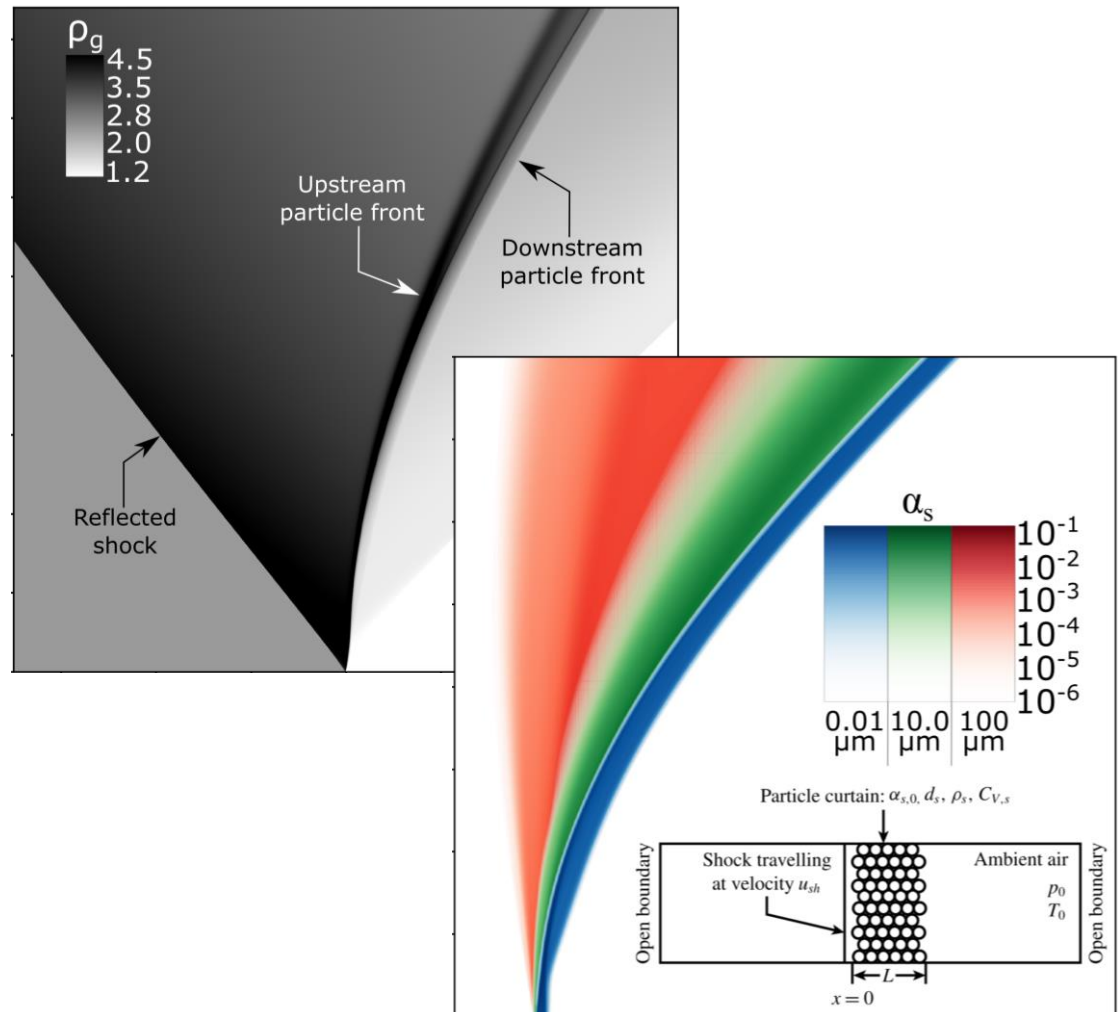 ρg
4.5
3.5
2.8
2.0
1.2
Upstream
particle front
Downstream
particle front
Reflected
shock
αs
10⁻¹
10⁻²
10⁻³
10⁻⁴
10⁻⁵
10⁻⁶
0.01 10.0 100
μm μm μm
Particle curtain: αs,0, ds, ρs, CV,s
Open boundary
Shock travelling
at velocity ush
Ambient air
p0
T0
Open boundary
L
x = 0